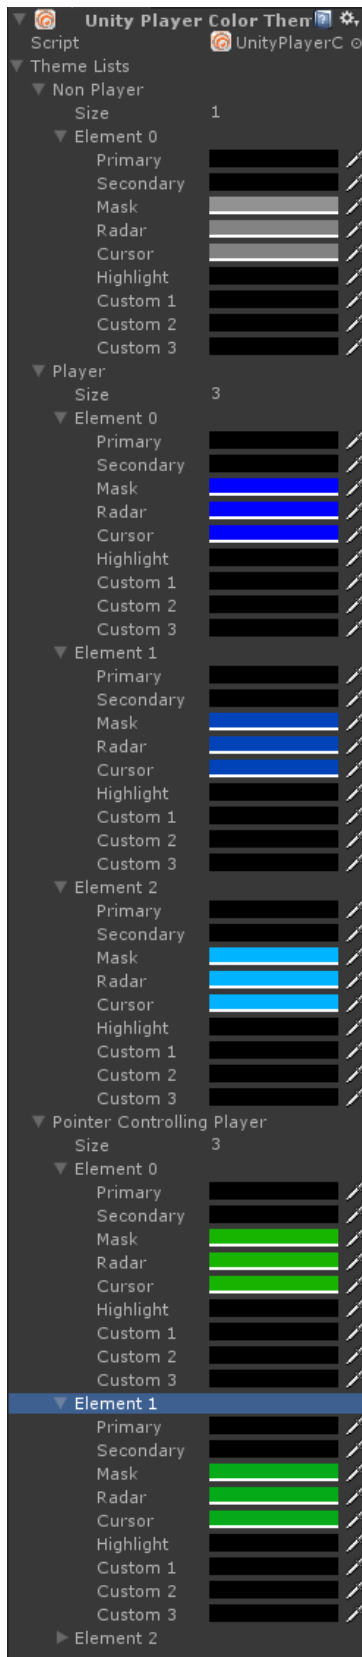 Unity Player Color Them
Script UnityPlayerC
Theme Lists
Non Player
Size 1
Element 0
Primary
Secondary
Mask
Radar
Cursor
Highlight
Custom 1
Custom 2
Custom 3
Player
Size 3
Element 0
Primary
Secondary
Mask
Radar
Cursor
Highlight
Custom 1
Custom 2
Custom 3
Element 1
Primary
Secondary
Mask
Radar
Cursor
Highlight
Custom 1
Custom 2
Custom 3
Element 2
Primary
Secondary
Mask
Radar
Cursor
Highlight
Custom 1
Custom 2
Custom 3
Pointer Controlling Player
Size 3
Element 0
Primary
Secondary
Mask
Radar
Cursor
Highlight
Custom 1
Custom 2
Custom 3
Element 1
Primary
Secondary
Mask
Radar
Cursor
Highlight
Custom 1
Custom 2
Custom 3
Element 2